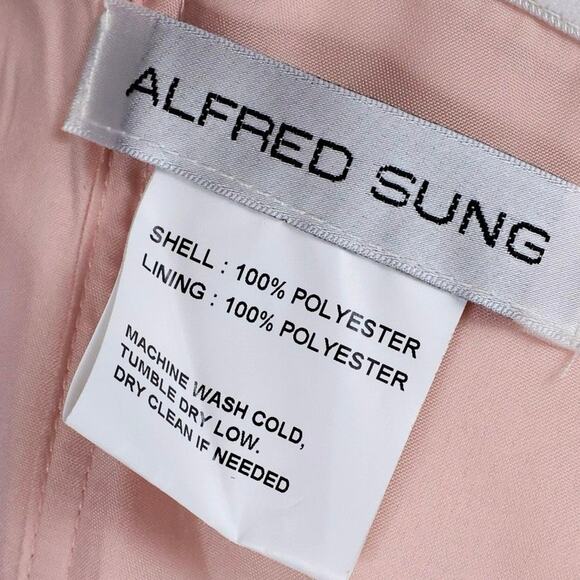 ALFRED SUNG
SHELL : 100% POLYESTER
LINING : 100% POLYESTER
MACHINE WASH COLD,
TUMBLE DRY LOW.
DRY CLEAN IF NEEDED